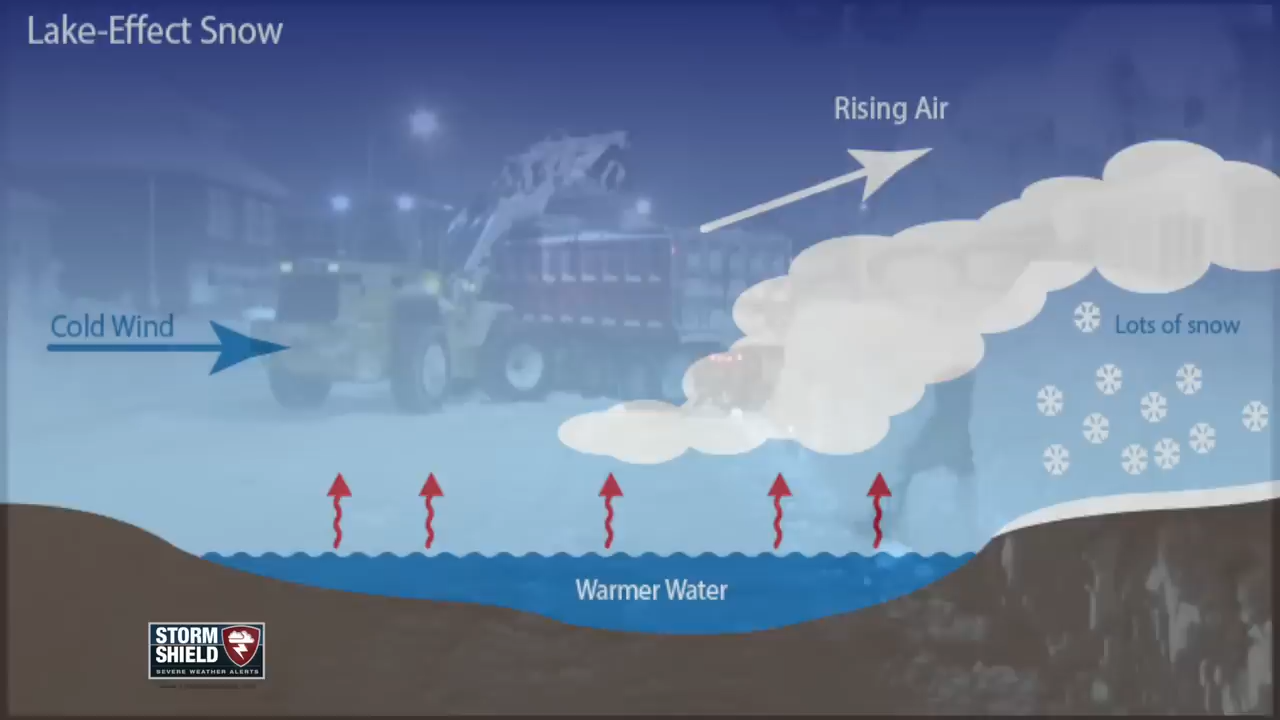 Lake-Effect Snow
Rising Air
Cold Wind
Lots of snow
Warmer Water
STORM
SHIELD
SEVERE WEATHER ALERTS